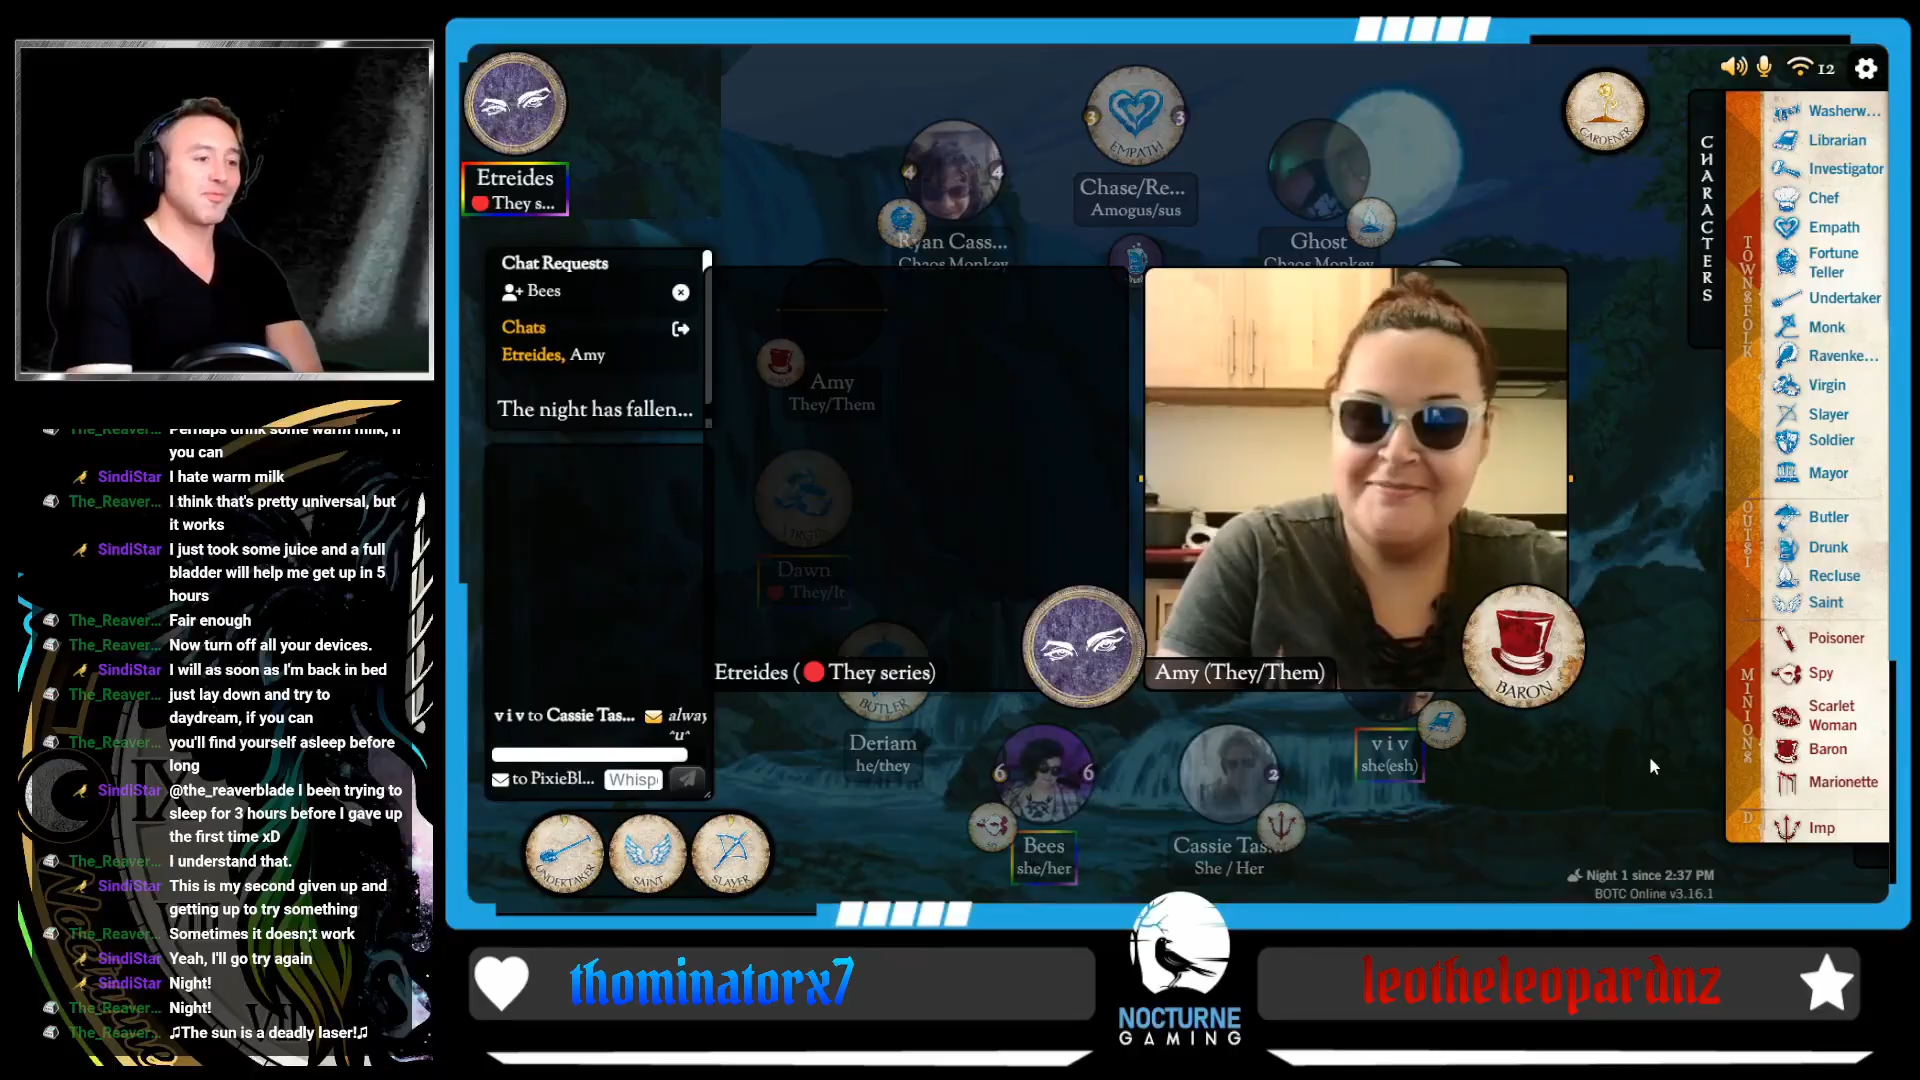 The_Reaver... Perhaps drink some warm milk, if
you can
SindiStar I hate warm milk
The_Reaver... I think that's pretty universal, but
it works
SindiStar I just took some juice and a full
bladder will help me get up in 5
hours
The_Reaver... Fair enough
The_Reaver... Now turn off all your devices.
SindiStar I will as soon as I'm back in bed
The_Reaver... just lay down and try to
daydream, if you can
The_Reaver... you'll find yourself asleep before
long
SindiStar @the_reaverblade I been trying to
sleep for 3 hours before I gave up
the first time xD
The_Reaver... I understand that.
SindiStar This is my second given up and
getting up to try something
The_Reaver... Sometimes it doesn;t work
SindiStar Yeah, I'll go try again
SindiStar Night!
The_Reaver... Night!
The_Reaver... ♫The sun is a deadly laser!♫
Etreides
They s...
Chat Requests
Bees
Chats
Etreides, Amy
The night has fallen...
v i v to Cassie Tas... alway
^u^
to PixieBl... Whisp
UNDERTAKER
SAINT
SLAYER
4 4
Ryan Cass...
Chaos Monkey
3 3
EMPATH
Chase/Re...
Amogus/sus
Ghost
Chaos Monkey
GARDENER
Amy
They/Them
VIRGIN
Dawn
They/It
Etreides ( They series)
Amy (They/Them)
BARON
BUTLER
Deriam
he/they
6 6
Bees
she/her
2
Cassie Tas...
She / Her
v i v
she(esh)
12
CHARACTERS
TOWNSFOLK
Washerw...
Librarian
Investigator
Chef
Empath
Fortune
Teller
Undertaker
Monk
Ravenke...
Virgin
Slayer
Soldier
Mayor
OUTSI
Butler
Drunk
Recluse
Saint
MINIONS
Poisoner
Spy
Scarlet
Woman
Baron
Marionette
D
Imp
Night 1 since 2:37 PM
BOTC Online v3.16.1
thominatorx7
NOCTURNE
GAMING
leotheleopardnz